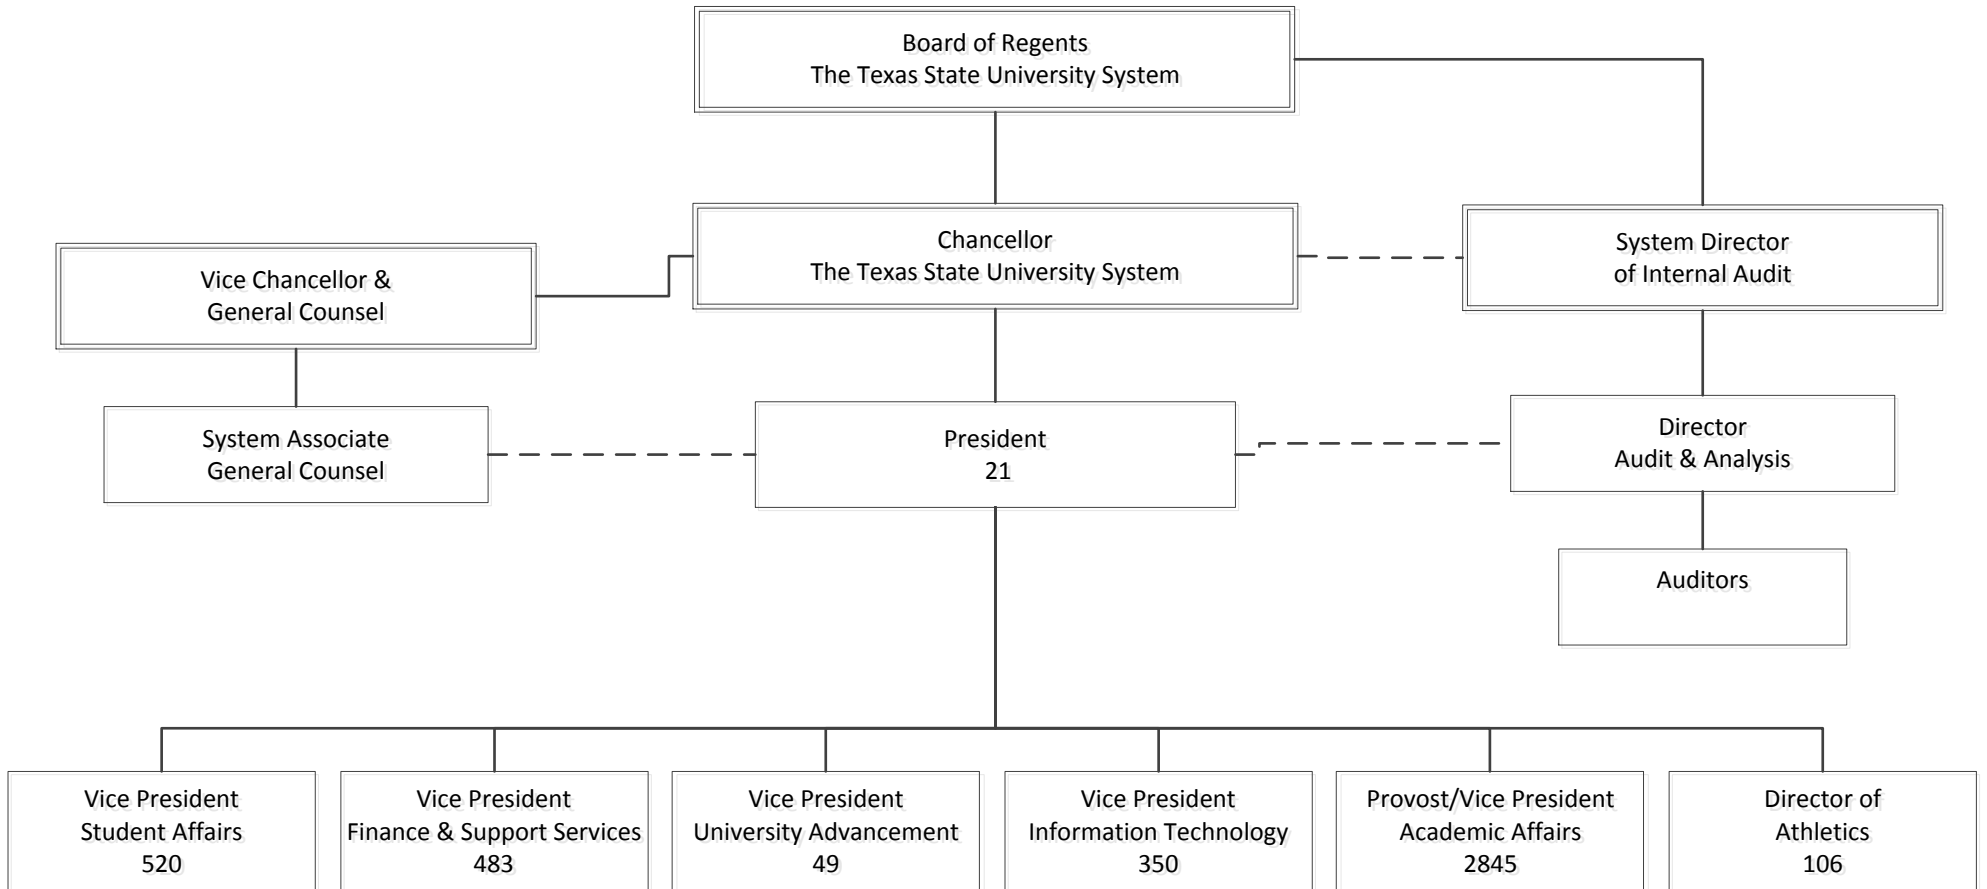 Board of Regents
The Texas State University System
Chancellor
The Texas State University System
System Director
of Internal Audit
Vice Chancellor &
General Counsel
System Associate
General Counsel
President
21
Director
Audit & Analysis
Auditors
Vice President
Student Affairs
520
Vice President
Finance & Support Services
483
Vice President
University Advancement
49
Vice President
Information Technology
350
Provost/Vice President
Academic Affairs
2845
Director of
Athletics
106